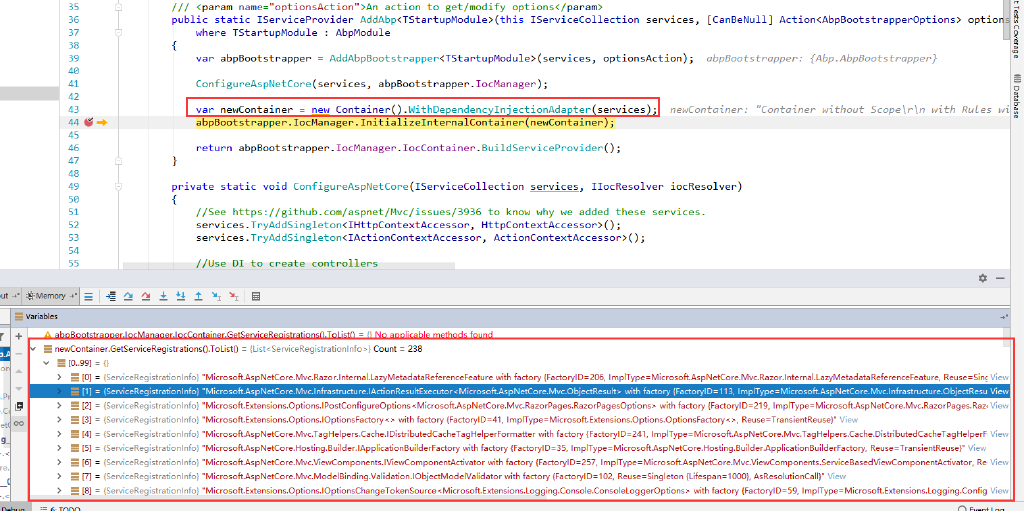 35 /// <param name="optionsAction">An action to get/modify options</param>
36 public static IServiceProvider AddAbp<TStartupModule>(this IServiceCollection services, [CanBeNull] Action<AbpBootstrapperOptions> option
37 where TStartupModule : AbpModule
38 {
39 var abpBootstrapper = AddAbpBootstrapper<TStartupModule>(services, optionsAction); abpBootstrapper: {Abp.AbpBootstrapper}
40
41 ConfigureAspNetCore(services, abpBootstrapper.IocManager);
42
43 var newContainer = new Container().WithDependencyInjectionAdapter(services); newContainer: "Container without Scope\r\n with Rules wi
44 abpBootstrapper.IocManager.InitializeInternalContainer(newContainer);
45
46 return abpBootstrapper.IocManager.IocContainer.BuildServiceProvider();
47 }
48
49 private static void ConfigureAspNetCore(IServiceCollection services, IIocResolver iocResolver)
50 {
51 //See https://github.com/aspnet/Mvc/issues/3936 to know why we added these services.
52 services.TryAddSingleton<IHttpContextAccessor, HttpContextAccessor>();
53 services.TryAddSingleton<IActionContextAccessor, ActionContextAccessor>();
54
55 //Use DI to create controllers
t Tests Coverage
Database
out
Memory
Variables
abpBootstrapper.IocManager.IocContainer.GetServiceRegistrations().ToList() = {} No applicable methods found
newContainer.GetServiceRegistrations().ToList() = {List<ServiceRegistrationInfo>} Count = 238
[0..99] = {}
[0] = {ServiceRegistrationInfo} "Microsoft.AspNetCore.Mvc.Razor.Internal.LazyMetadataReferenceFeature with factory {FactoryID=206, ImplType=Microsoft.AspNetCore.Mvc.Razor.Internal.LazyMetadataReferenceFeature, Reuse=Sing View
[1] = {ServiceRegistrationInfo} "Microsoft.AspNetCore.Mvc.Infrastructure.IActionResultExecutor<Microsoft.AspNetCore.Mvc.ObjectResult> with factory {FactoryID=113, ImplType=Microsoft.AspNetCore.Mvc.Infrastructure.ObjectResu View
[2] = {ServiceRegistrationInfo} "Microsoft.Extensions.Options.IPostConfigureOptions<Microsoft.AspNetCore.Mvc.RazorPages.RazorPagesOptions> with factory {FactoryID=219, ImplType=Microsoft.AspNetCore.Mvc.RazorPages.Raz View
[3] = {ServiceRegistrationInfo} "Microsoft.Extensions.Options.IOptionsFactory<> with factory {FactoryID=41, ImplType=Microsoft.Extensions.Options.OptionsFactory<>, Reuse=TransientReuse}" View
[4] = {ServiceRegistrationInfo} "Microsoft.AspNetCore.Mvc.TagHelpers.Cache.IDistributedCacheTagHelperFormatter with factory {FactoryID=241, ImplType=Microsoft.AspNetCore.Mvc.TagHelpers.Cache.DistributedCacheTagHelperF View
[5] = {ServiceRegistrationInfo} "Microsoft.AspNetCore.Hosting.Builder.IApplicationBuilderFactory with factory {FactoryID=35, ImplType=Microsoft.AspNetCore.Hosting.Builder.ApplicationBuilderFactory, Reuse=TransientReuse}" View
[6] = {ServiceRegistrationInfo} "Microsoft.AspNetCore.Mvc.ViewComponents.IViewComponentActivator with factory {FactoryID=257, ImplType=Microsoft.AspNetCore.Mvc.ViewComponents.ServiceBasedViewComponentActivator, Re View
[7] = {ServiceRegistrationInfo} "Microsoft.AspNetCore.Mvc.ModelBinding.Validation.IObjectModelValidator with factory {FactoryID=102, Reuse=Singleton {Lifespan=1000}, AsResolutionCall}" View
[8] = {ServiceRegistrationInfo} "Microsoft.Extensions.Options.IOptionsChangeTokenSource<Microsoft.Extensions.Logging.Console.ConsoleLoggerOptions> with factory {FactoryID=59, ImplType=Microsoft.Extensions.Logging.Config View
Debug 6: TODO Event Log